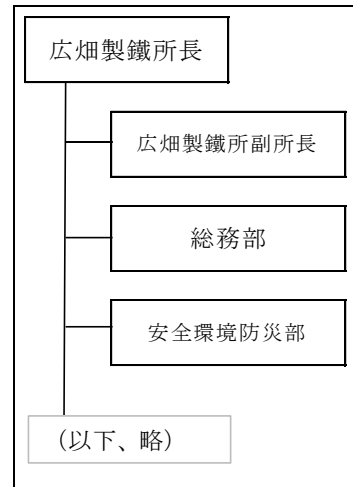 広畑製鐵所長
広畑製鐵所副所長
総務部
安全環境防災部
(以下、略)